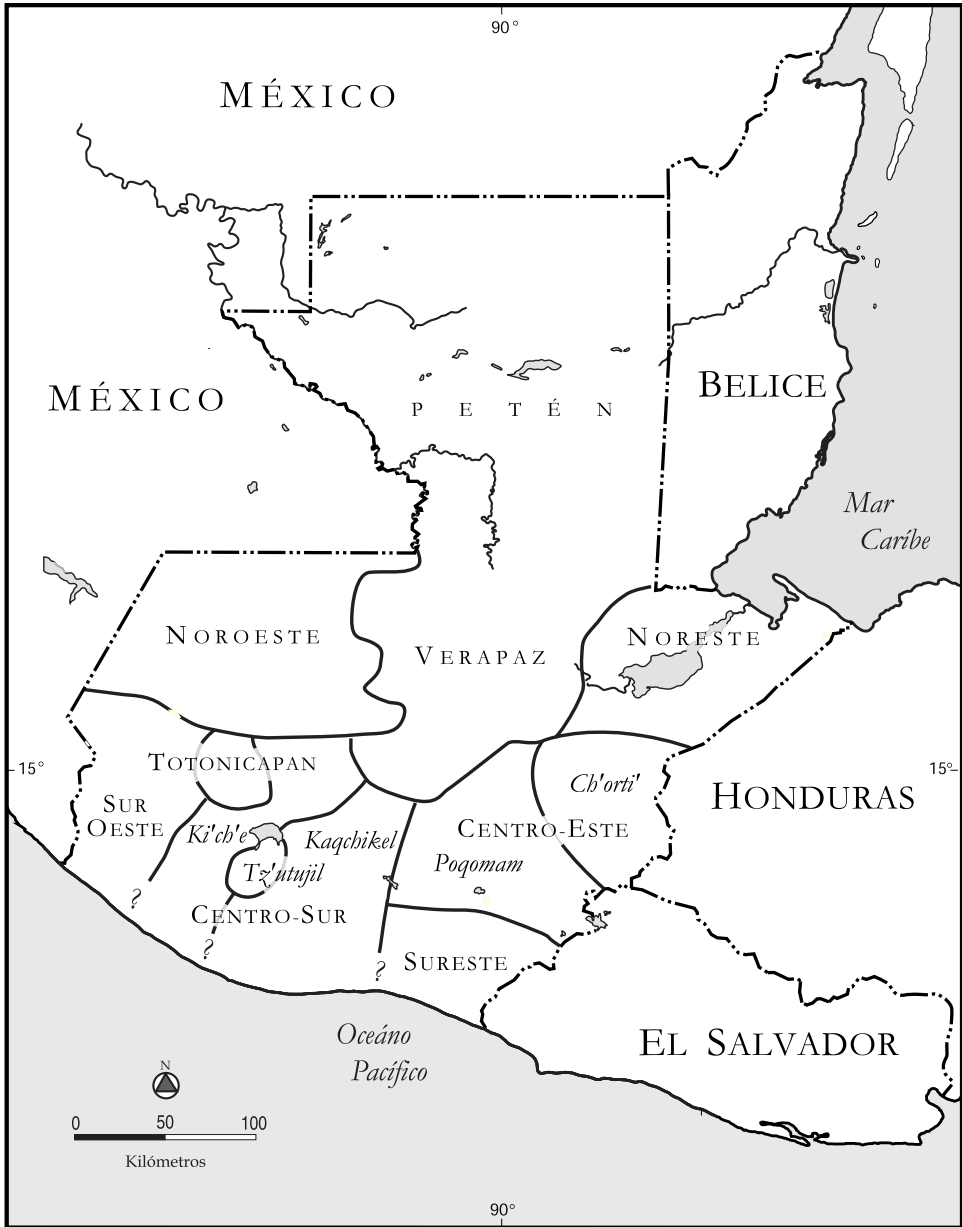 90°
MÉXICO
MÉXICO
BELICE
PETÉN
Mar
Caríbe
NOROESTE
VERAPAZ
NORESTE
15°
15°
TOTONICAPAN
Ch'orti'
HONDURAS
SUR
OESTE
Ki'ch'e
Kaqchikel
CENTRO-ESTE
Poqomam
Tz'utujil
?
CENTRO-SUR
?
?
SURESTE
Oceáno
Pacífico
EL SALVADOR
N
0 50 100
Kilómetros
90°